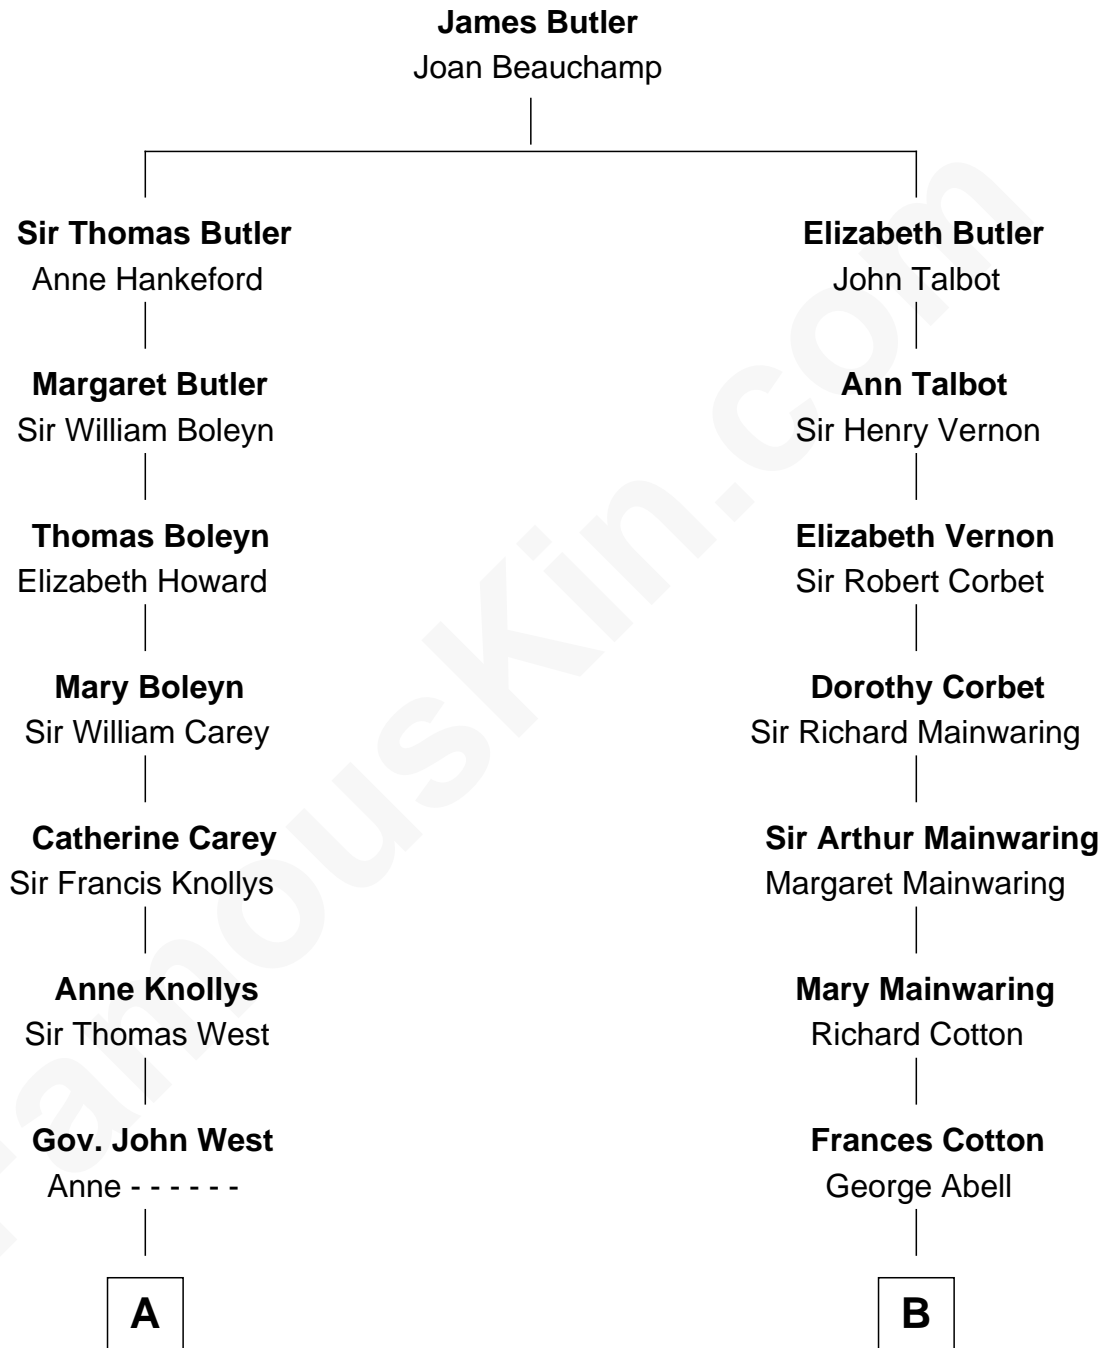 James Butler
Joan Beauchamp
Sir Thomas Butler
Anne Hankeford
Margaret Butler
Sir William Boleyn
Thomas Boleyn
Elizabeth Howard
Mary Boleyn
Sir William Carey
Catherine Carey
Sir Francis Knollys
Anne Knollys
Sir Thomas West
Gov. John West
Anne - - - - - -
A
Elizabeth Butler
John Talbot
Ann Talbot
Sir Henry Vernon
Elizabeth Vernon
Sir Robert Corbet
Dorothy Corbet
Sir Richard Mainwaring
Sir Arthur Mainwaring
Margaret Mainwaring
Mary Mainwaring
Richard Cotton
Frances Cotton
George Abell
B
FamousKin.com